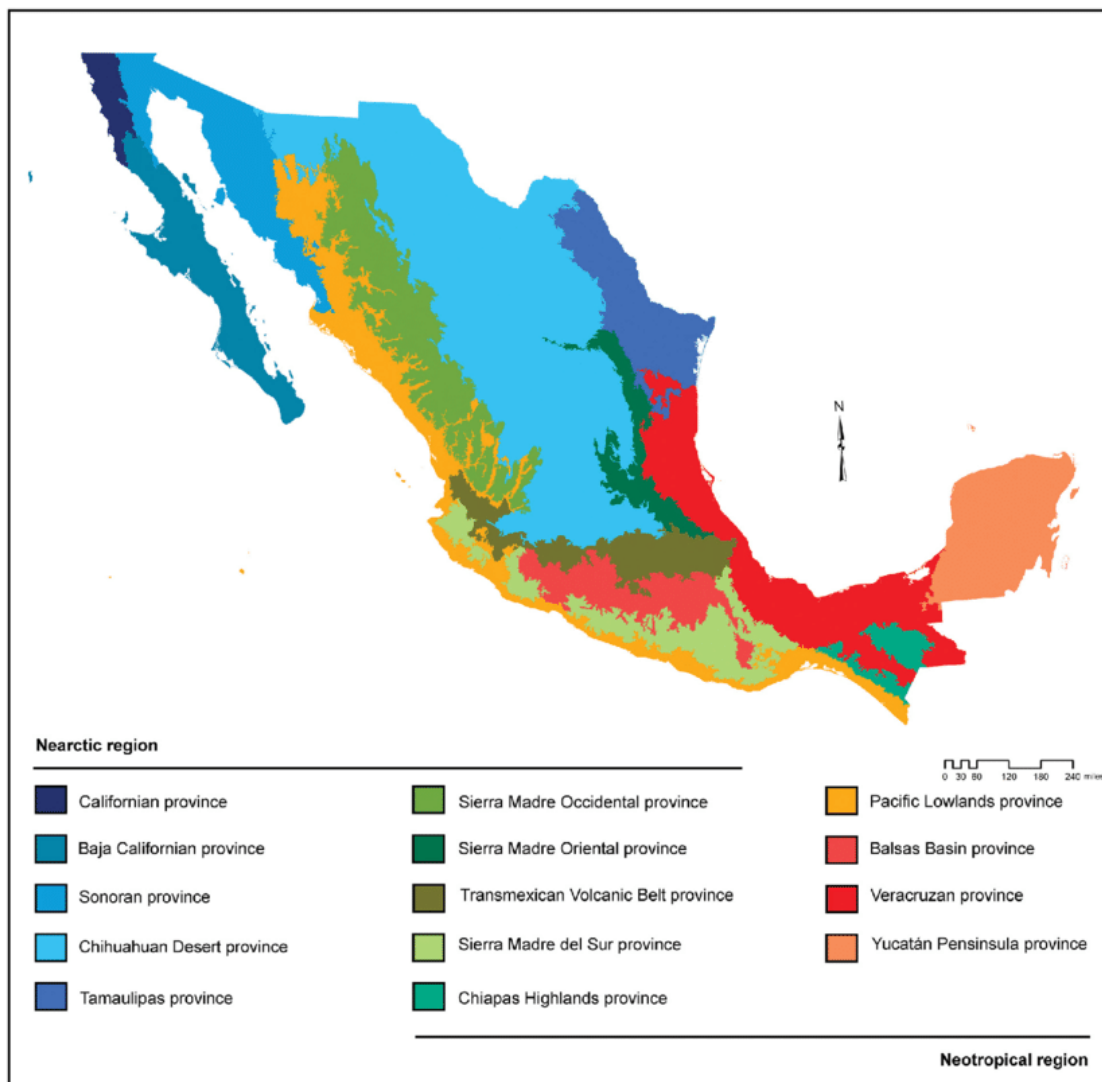 N
Nearctic region
0 30 60 120 180 240 miles
Californian province
Baja Californian province
Sonoran province
Chihuahuan Desert province
Tamaulipas province
Sierra Madre Occidental province
Sierra Madre Oriental province
Transmexican Volcanic Belt province
Sierra Madre del Sur province
Chiapas Highlands province
Pacific Lowlands province
Balsas Basin province
Veracruzan province
Yucatán Pensinsula province
Neotropical region